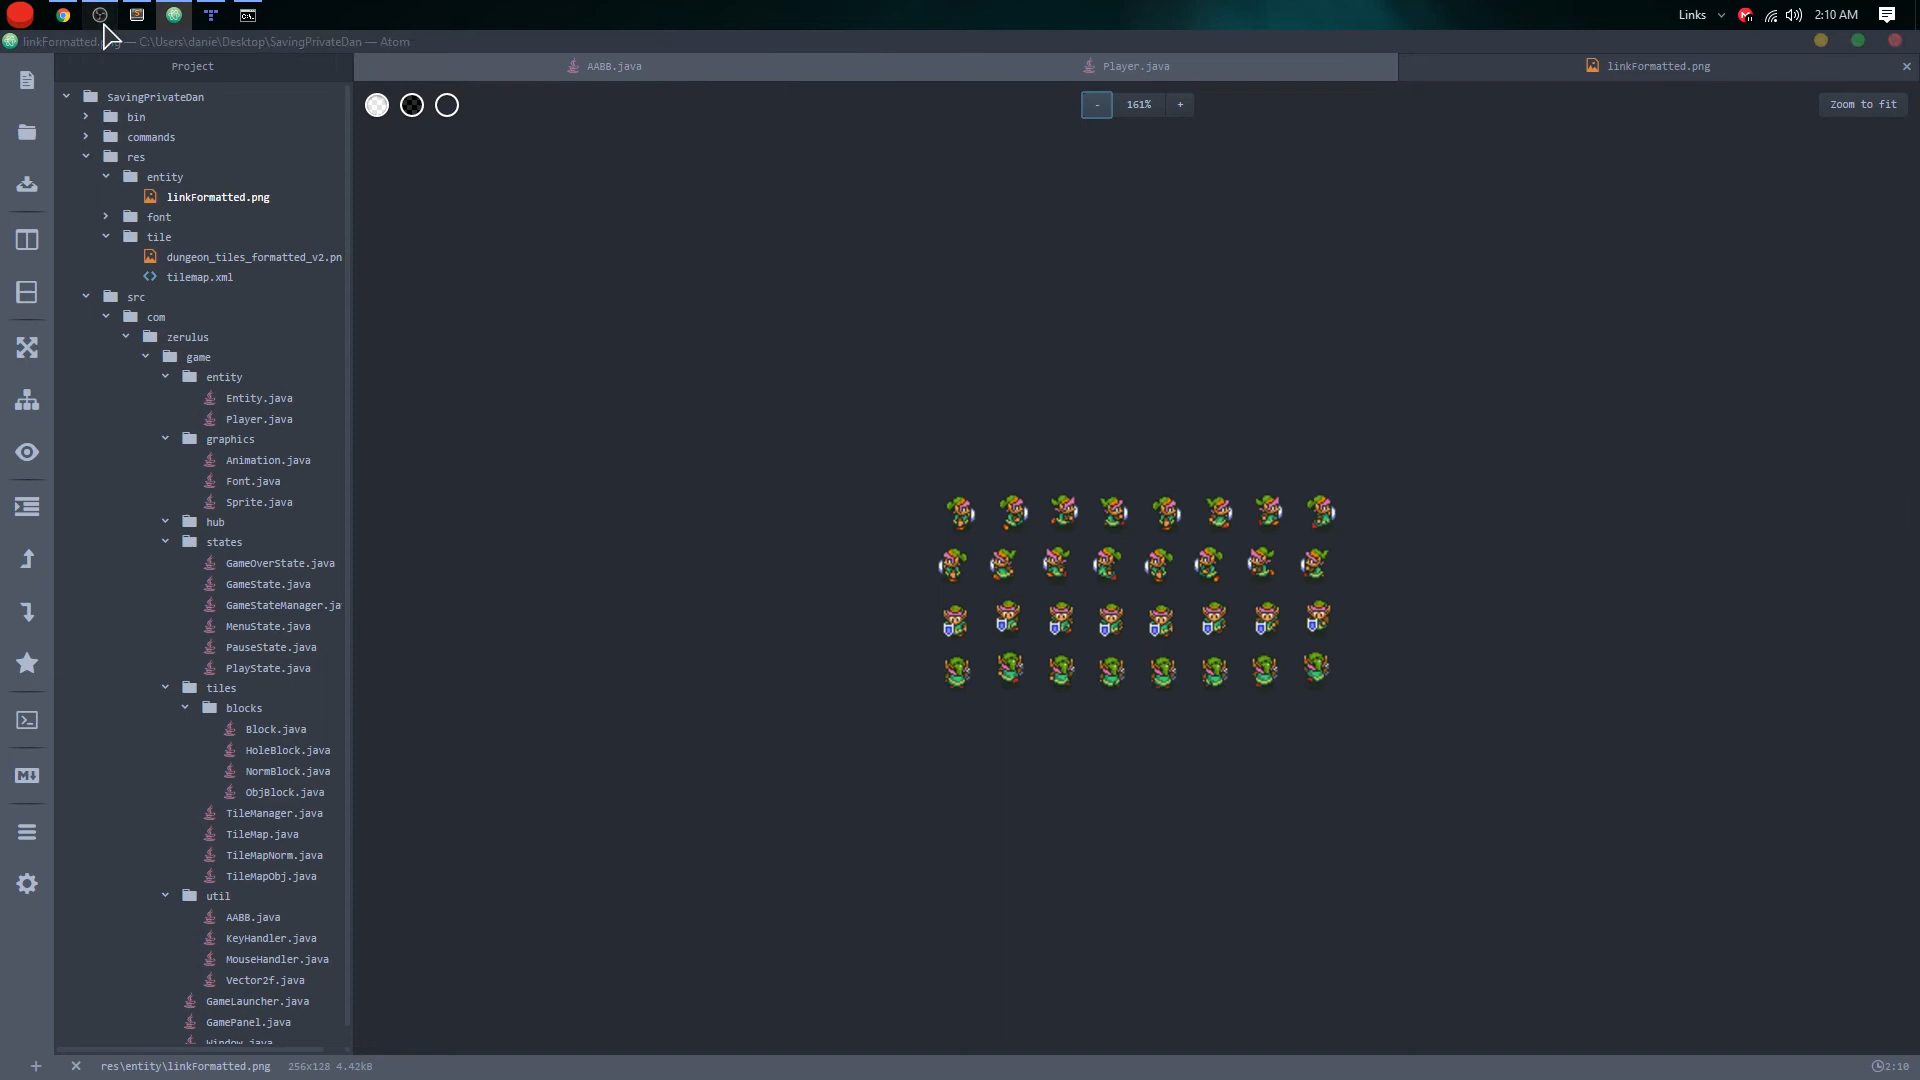 Links 2:10 AM
linkFormatted.png — C:\Users\danie\Desktop\SavingPrivateDan — Atom
Project
AABB.java
Player.java
linkFormatted.png
- 161% +
Zoom to fit
SavingPrivateDan
bin
commands
res
entity
linkFormatted.png
font
tile
dungeon_tiles_formatted_v2.pn
tilemap.xml
src
com
zerulus
game
entity
Entity.java
Player.java
graphics
Animation.java
Font.java
Sprite.java
hub
states
GameOverState.java
GameState.java
GameStateManager.ja
MenuState.java
PauseState.java
PlayState.java
tiles
blocks
Block.java
HoleBlock.java
NormBlock.java
ObjBlock.java
TileManager.java
TileMap.java
TileMapNorm.java
TileMapObj.java
util
AABB.java
KeyHandler.java
MouseHandler.java
Vector2f.java
GameLauncher.java
GamePanel.java
Window.java
M↓
res\entity\linkFormatted.png 256x128 4.42kB
2:10